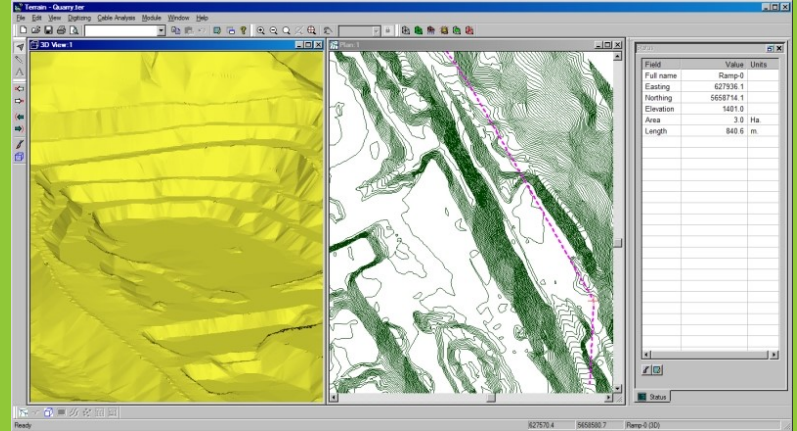 Terrain - Quarry.ter
File Edit View Digitizing Cable Analysis Module Window Help
3D View:1
Plan:1
Status
Field Value Units
Full name Ramp-0
Easting 627936.1
Northing 5658714.1
Elevation 1401.0
Area 3.0 Ha.
Length 840.6 m.
Status
Ready 627570.4 5658580.7 Ramp-0 (3D)